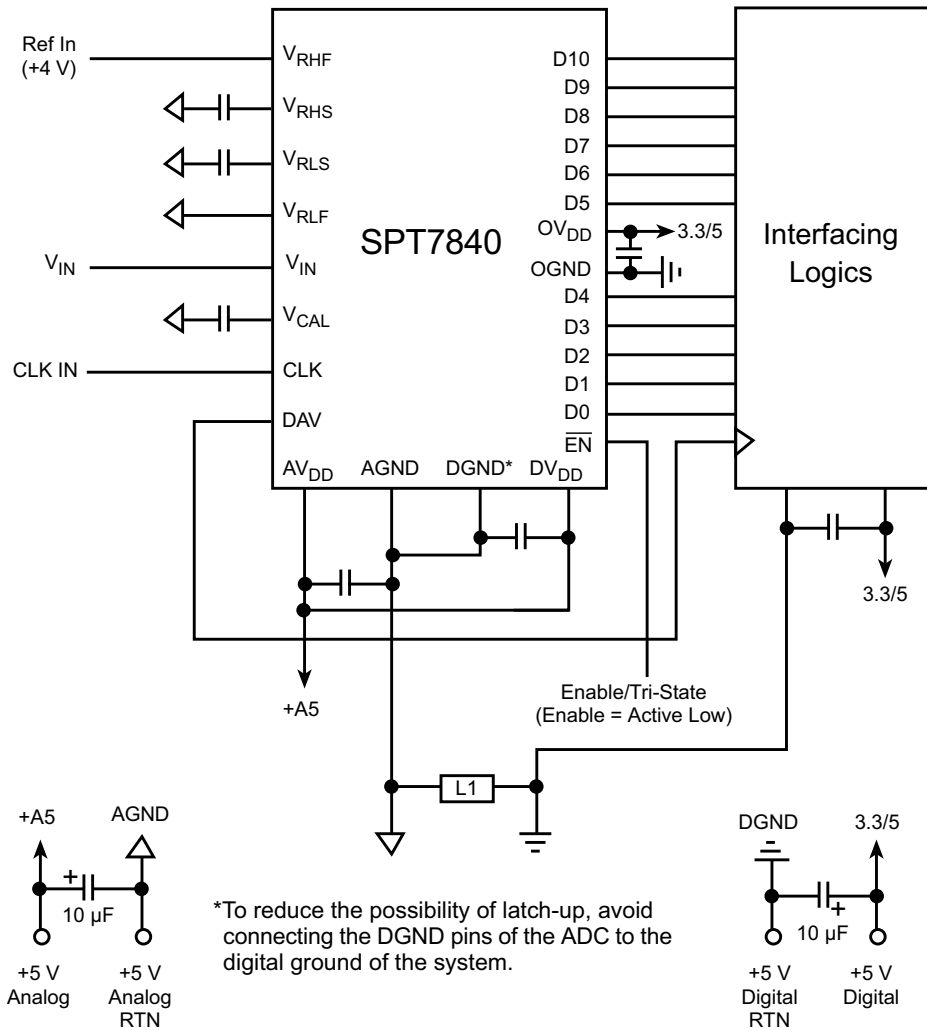 Ref In
(+4 V)
VRHF
VRHS
VRLS
VRLF
VIN
VIN
VCAL
CLK IN
CLK
DAV
AVDD
AGND
DGND*
DVDD
SPT7840
D10
D9
D8
D7
D6
D5
OVDD
3.3/5
OGND
D4
D3
D2
D1
D0
EN
Interfacing
Logics
3.3/5
+A5
Enable/Tri-State
(Enable = Active Low)
L1
+A5
AGND
+
10 µF
+5 V
Analog
+5 V
Analog
RTN
*To reduce the possibility of latch-up, avoid
connecting the DGND pins of the ADC to the
digital ground of the system.
DGND
3.3/5
+
10 µF
+5 V
Digital
RTN
+5 V
Digital